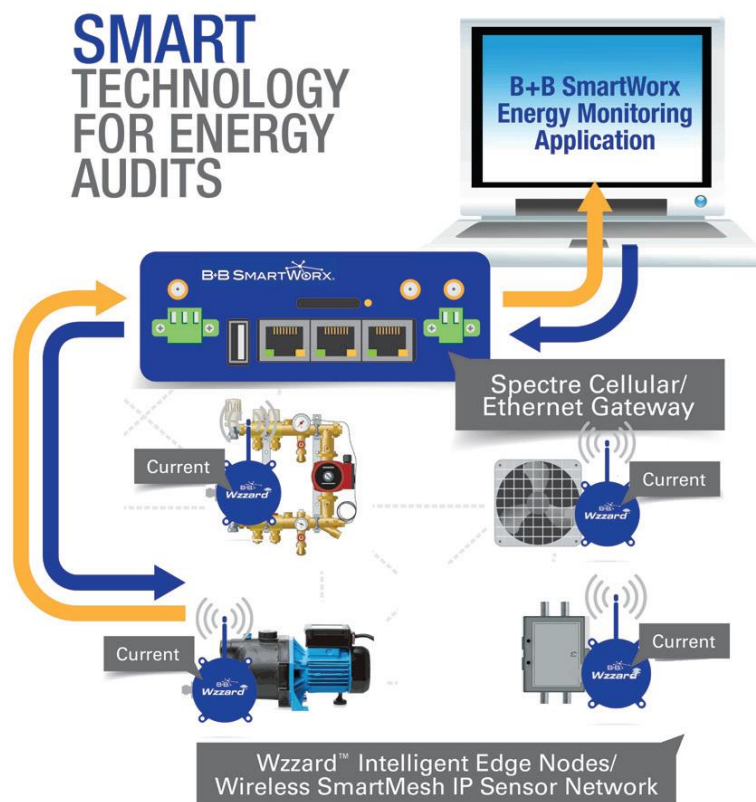 SMART
TECHNOLOGY
FOR ENERGY
AUDITS
B+B SmartWorx
Energy Monitoring
Application
B+B SMARTWORX
Spectre Cellular/
Ethernet Gateway
Current
B+B
Wzzard
Current
B+B
Wzzard
Current
B+B
Wzzard
Current
B+B
Wzzard
Wzzard™ Intelligent Edge Nodes/
Wireless SmartMesh IP Sensor Network